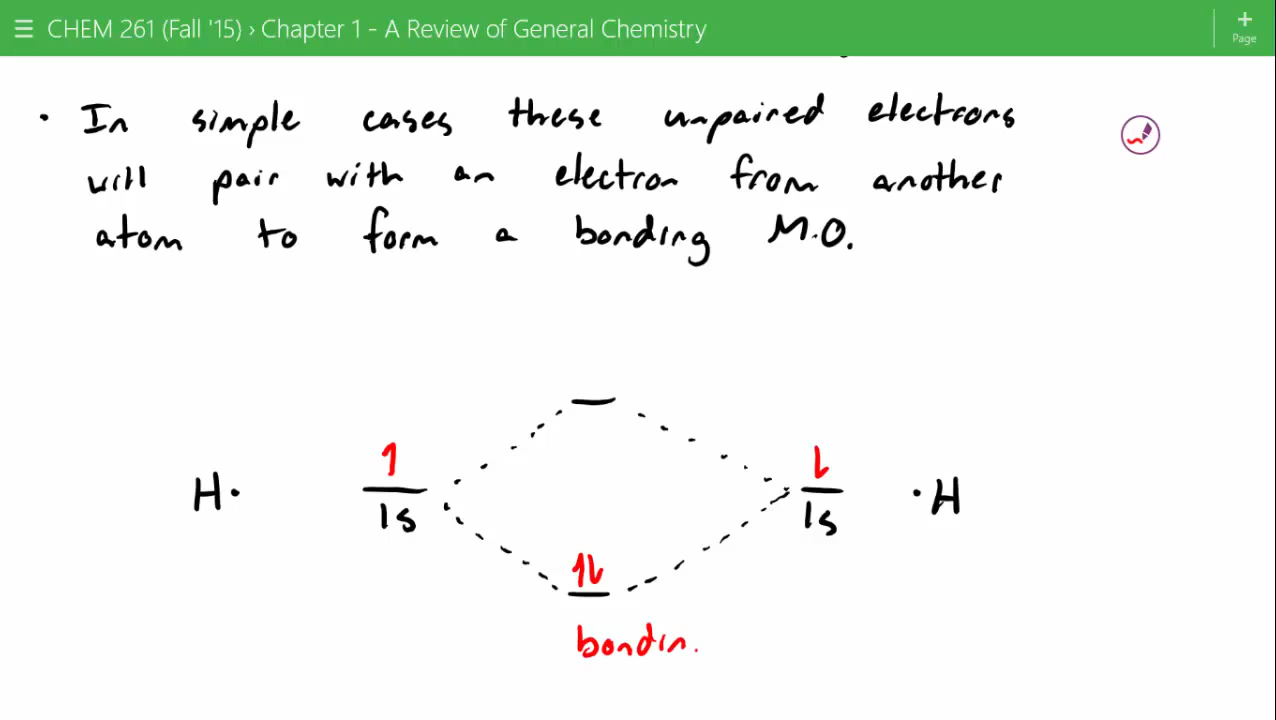 ☰ CHEM 261 (Fall '15) › Chapter 1 - A Review of General Chemistry
+ Page
• In simple cases these unpaired electrons
will pair with an electron from another
atom to form a bonding M.O.
H· 1s 1s ·H
bondin.